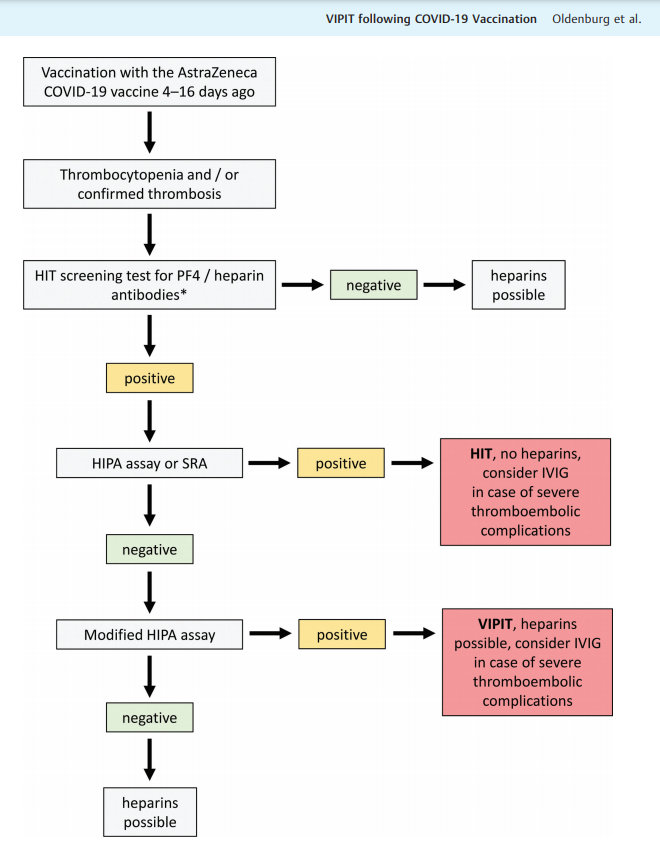 VIPIT following COVID-19 Vaccination Oldenburg et al.
Vaccination with the AstraZeneca
COVID-19 vaccine 4–16 days ago
Thrombocytopenia and / or
confirmed thrombosis
HIT screening test for PF4 / heparin
antibodies*
negative
heparins
possible
positive
HIPA assay or SRA
positive
HIT, no heparins,
consider IVIG
in case of severe
thromboembolic
complications
negative
Modified HIPA assay
positive
VIPIT, heparins
possible, consider IVIG
in case of severe
thromboembolic
complications
negative
heparins
possible